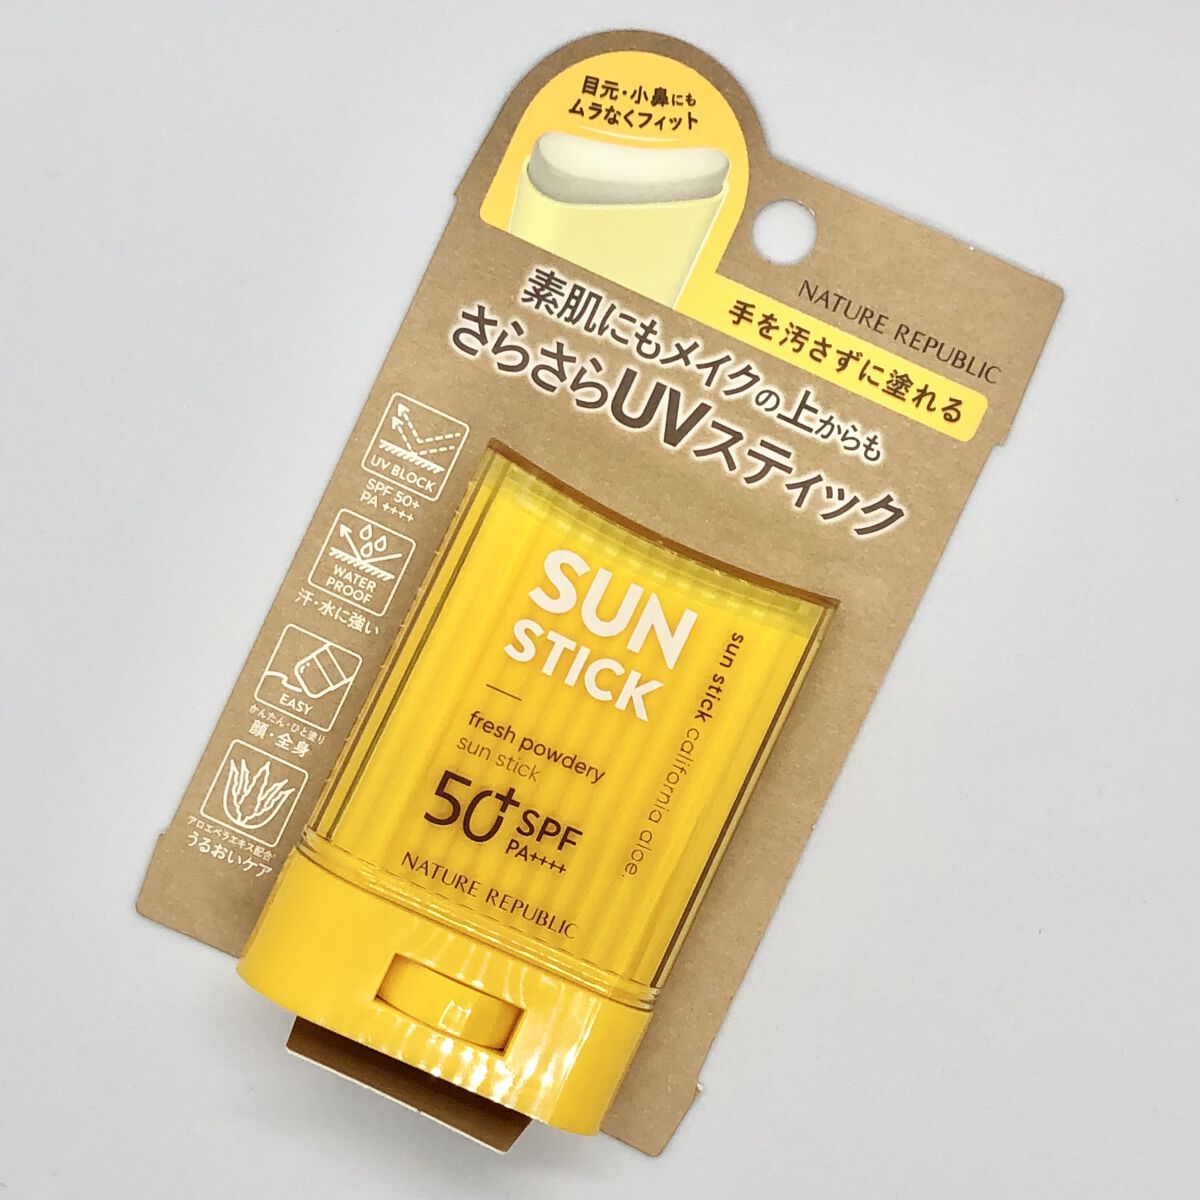 目元・小鼻にも
ムラなくフィット
NATURE REPUBLIC
手を汚さずに塗れる
素肌にもメイクの上からも
さらさらUVスティック
UV BLOCK
SPF 50+
PA ++++
WATER
PROOF
汗・水に強い
EASY
かんたん・ひと塗り
顔・全身
アロエベラエキス配合*
うるおいケア
SUN
STICK
fresh powdery
sun stick
50+ SPF
PA++++
NATURE REPUBLIC
sun stick california aloe.